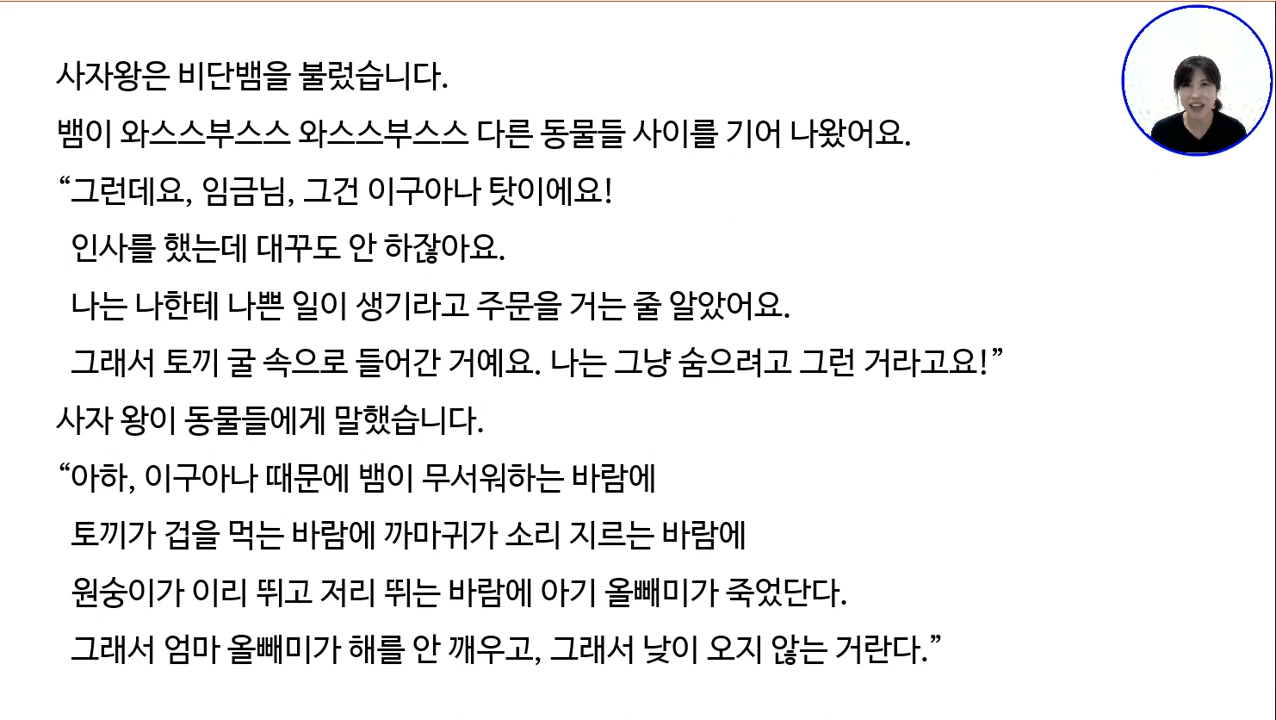 사자왕은 비단뱀을 불렀습니다.
뱀이 와스스부스스 와스스부스스 다른 동물들 사이를 기어 나왔어요.
“그런데요, 임금님, 그건 이구아나 탓이에요!
인사를 했는데 대꾸도 안 하잖아요.
나는 나한테 나쁜 일이 생기라고 주문을 거는 줄 알았어요.
그래서 토끼 굴 속으로 들어간 거예요. 나는 그냥 숨으려고 그런 거라고요!”
사자 왕이 동물들에게 말했습니다.
“아하, 이구아나 때문에 뱀이 무서워하는 바람에
토끼가 겁을 먹는 바람에 까마귀가 소리 지르는 바람에
원숭이가 이리 뛰고 저리 뛰는 바람에 아기 올빼미가 죽었단다.
그래서 엄마 올빼미가 해를 안 깨우고, 그래서 낮이 오지 않는 거란다.”